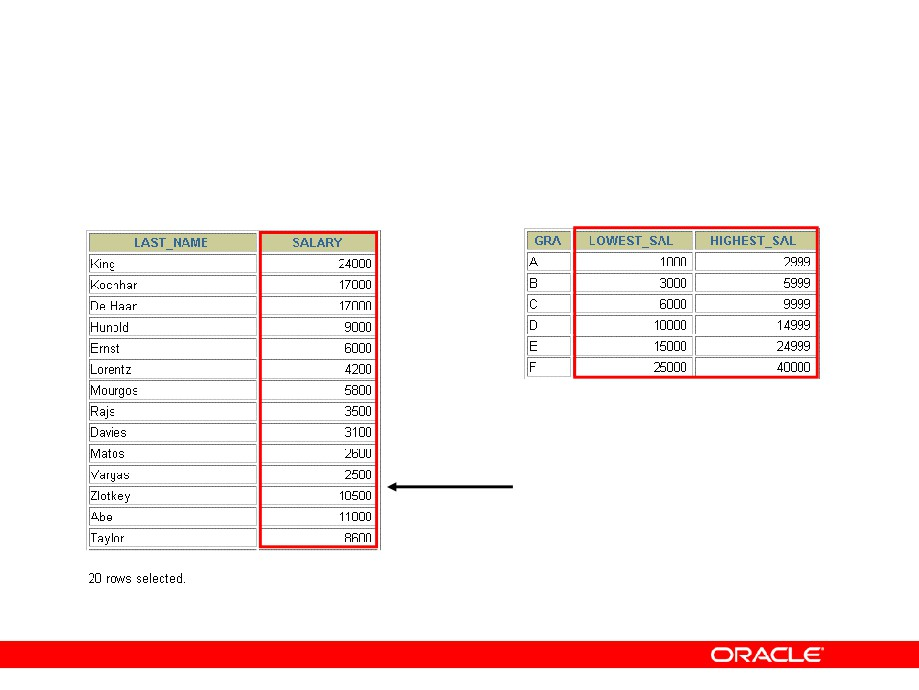 LAST_NAME SALARY
King 24000
Kochhar 17000
De Haan 17000
Hunold 9000
Ernst 6000
Lorentz 4200
Mourgos 5800
Rajs 3500
Davies 3100
Matos 2600
Vargas 2500
Zlotkey 10500
Abel 11000
Taylor 8600
20 rows selected.
GRA LOWEST_SAL HIGHEST_SAL
A 1000 2999
B 3000 5999
C 6000 9999
D 10000 14999
E 15000 24999
F 25000 40000
ORACLE